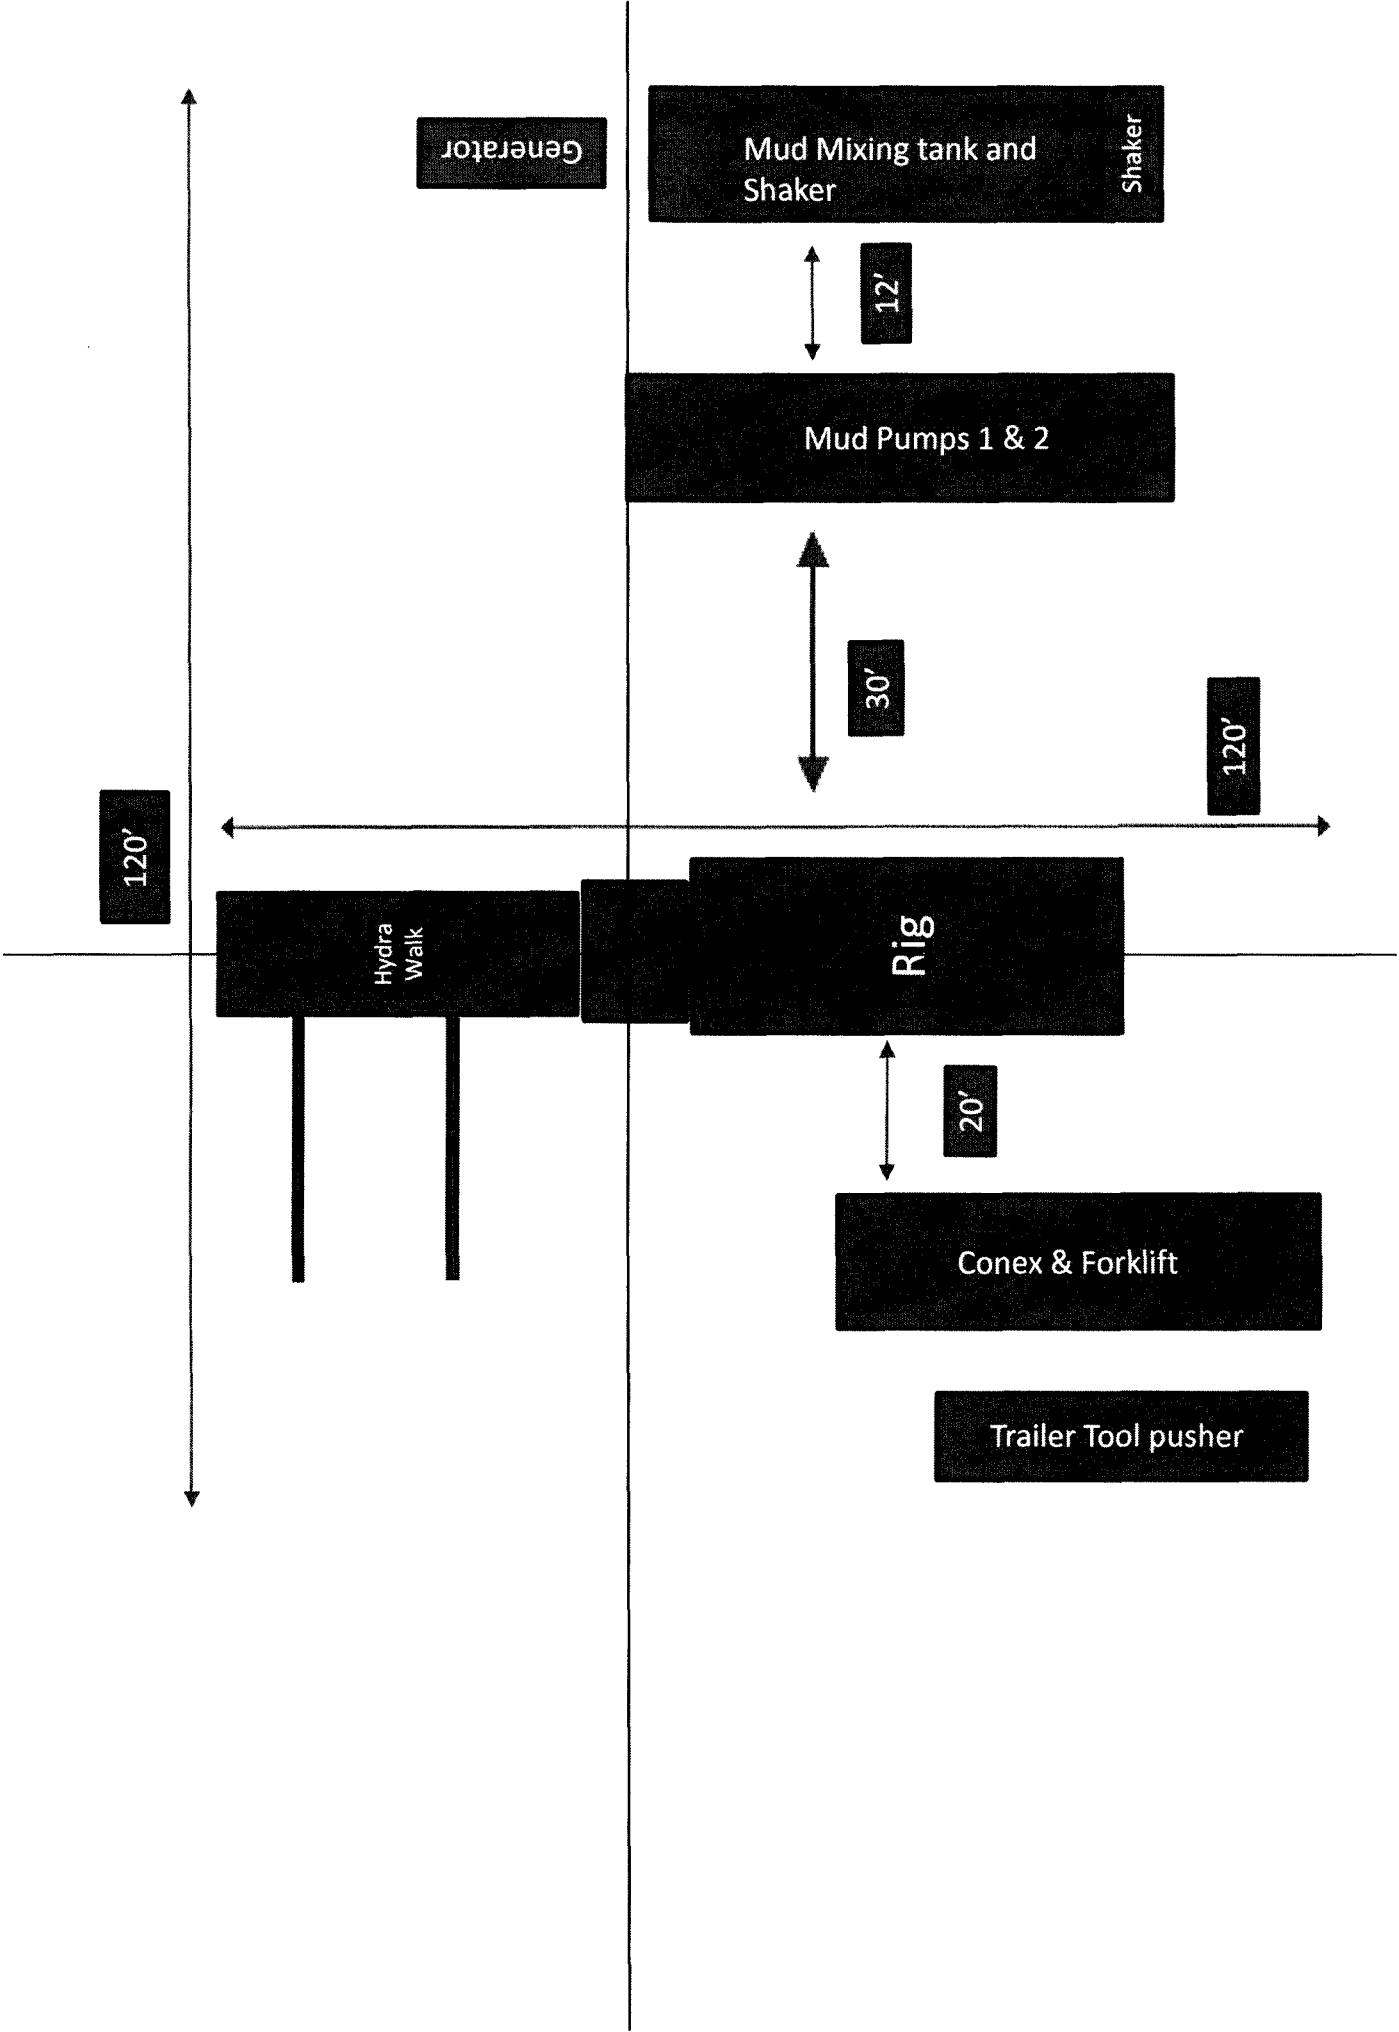 Generator
Mud Mixing tank and
Shaker
Shaker
12’
Mud Pumps 1 & 2
30’
120’
120’
Hydra
Walk
Rig
20’
Conex & Forklift
Trailer Tool pusher